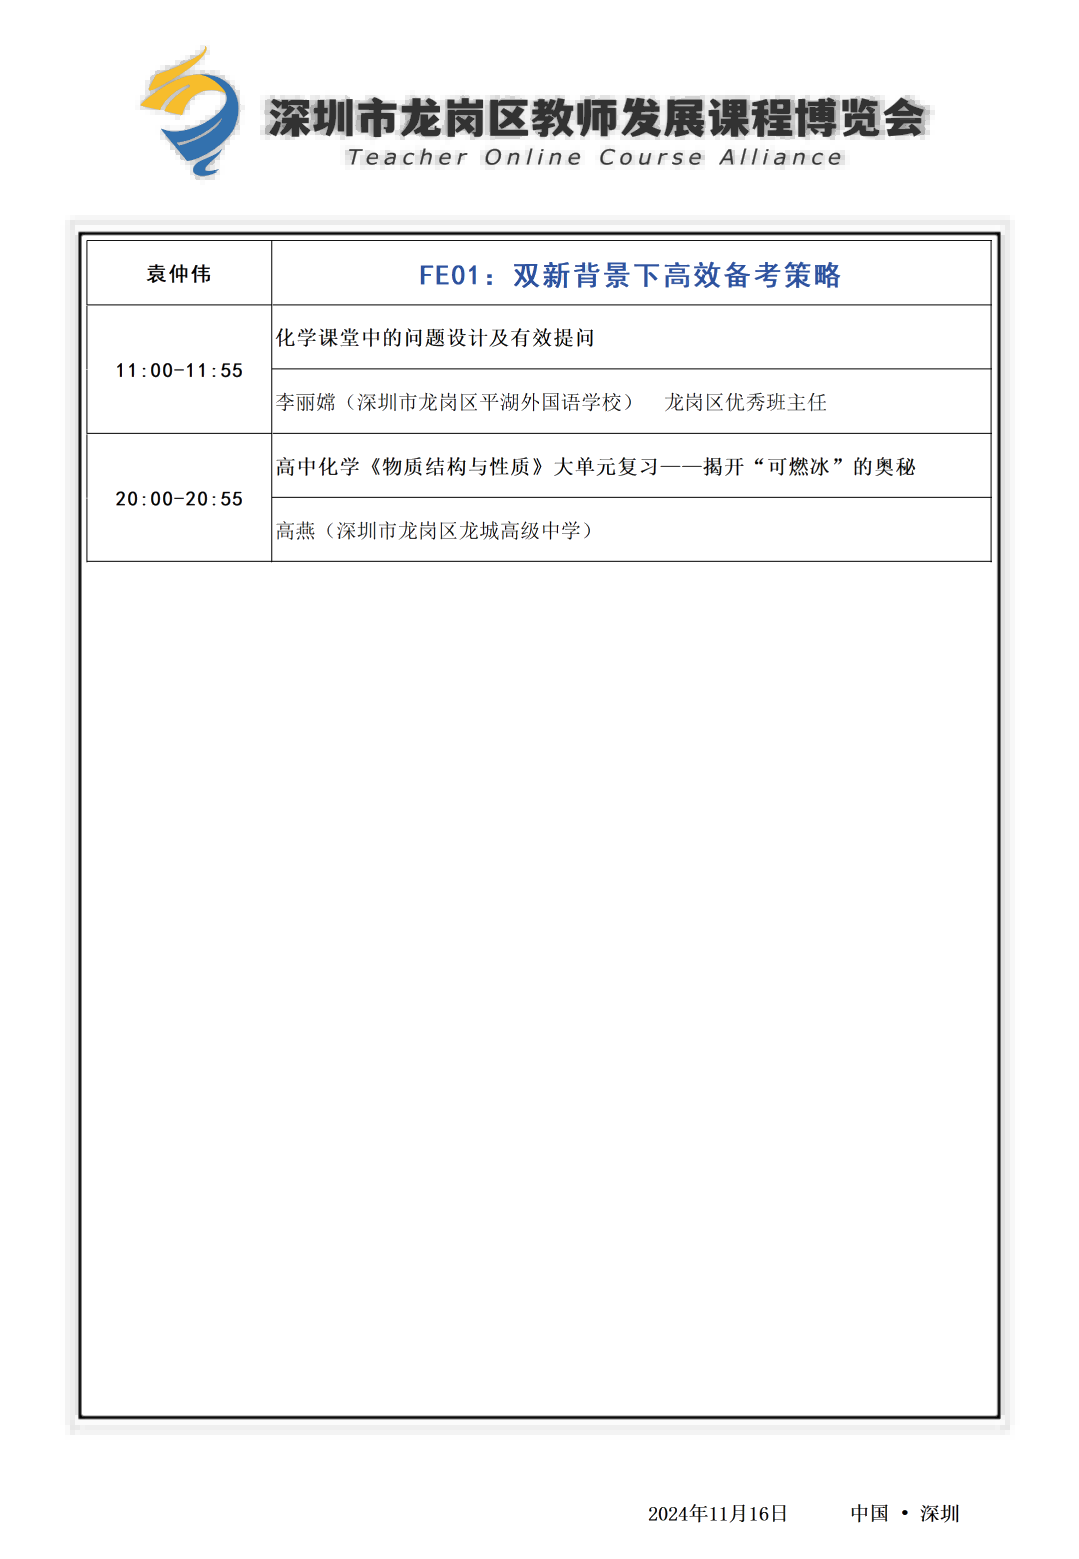 深圳市龙岗区教师发展课程博览会
Teacher Online Course Alliance
袁仲伟
FE01：双新背景下高效备考策略
11:00-11:55
化学课堂中的问题设计及有效提问
李丽嫦（深圳市龙岗区平湖外国语学校） 龙岗区优秀班主任
20:00-20:55
高中化学《物质结构与性质》大单元复习——揭开“可燃冰”的奥秘
高燕（深圳市龙岗区龙城高级中学）
2024年11月16日 中国 • 深圳